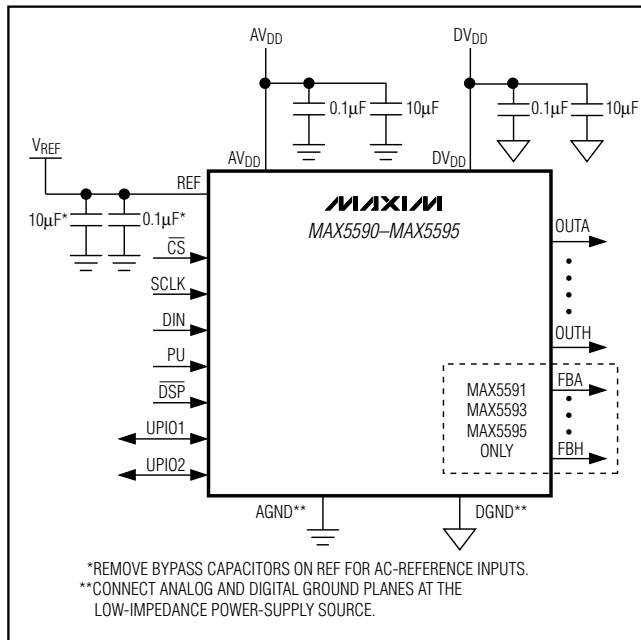 AVDD
DVDD
0.1µF
10µF
0.1µF
10µF
VREF
AVDD
DVDD
REF
10µF*
0.1µF*
MAXIM
MAX5590–MAX5595
CS
SCLK
DIN
PU
DSP
UPIO1
UPIO2
OUTA
OUTH
FBA
FBH
MAX5591
MAX5593
MAX5595
ONLY
AGND**
DGND**
*REMOVE BYPASS CAPACITORS ON REF FOR AC-REFERENCE INPUTS.
**CONNECT ANALOG AND DIGITAL GROUND PLANES AT THE
LOW-IMPEDANCE POWER-SUPPLY SOURCE.